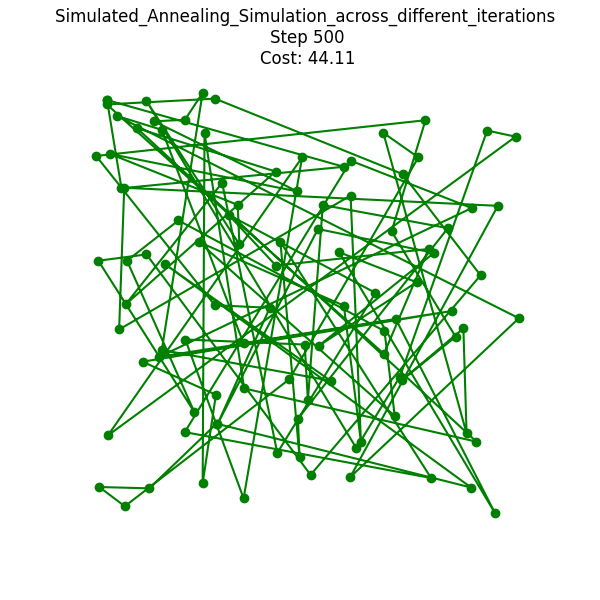 Simulated_Annealing_Simulation_across_different_iterations
Step 500
Cost: 44.11